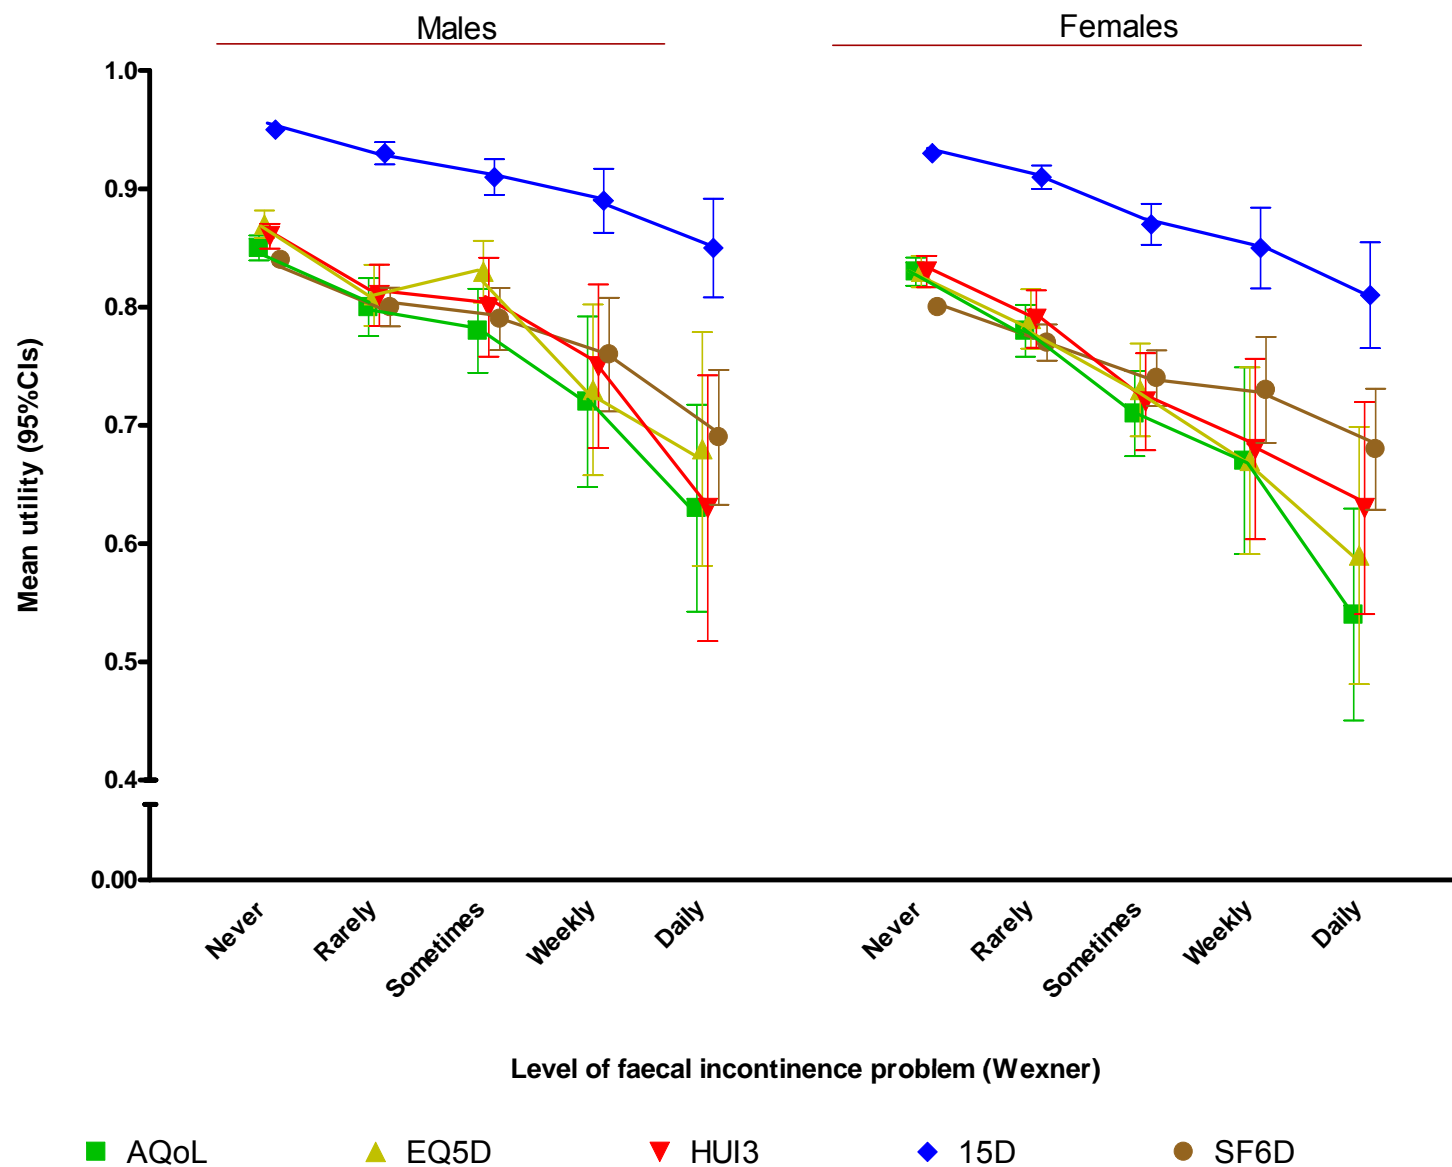 Males
Females
1.0
0.9
0.8
0.7
0.6
0.5
0.4
0.00
Mean utility (95%CIs)
Never
Rarely
Sometimes
Weekly
Daily
Never
Rarely
Sometimes
Weekly
Daily
Level of faecal incontinence problem (Wexner)
AQoL
EQ5D
HUI3
15D
SF6D